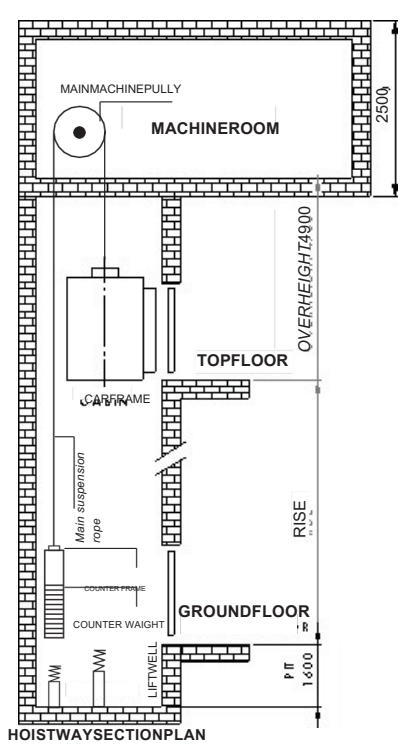 MAINMACHINEPULLY
MACHINEROOM
2500
OVERHEIGHT4900
TOPFLOOR
CARFRAME
CABIN
Main suspension
rope
RISE
COUNTER FRAME
COUNTER WEIGHT
GROUNDFLOOR
LIFTWELL
PIT
1600
HOISTWAYSECTIONPLAN